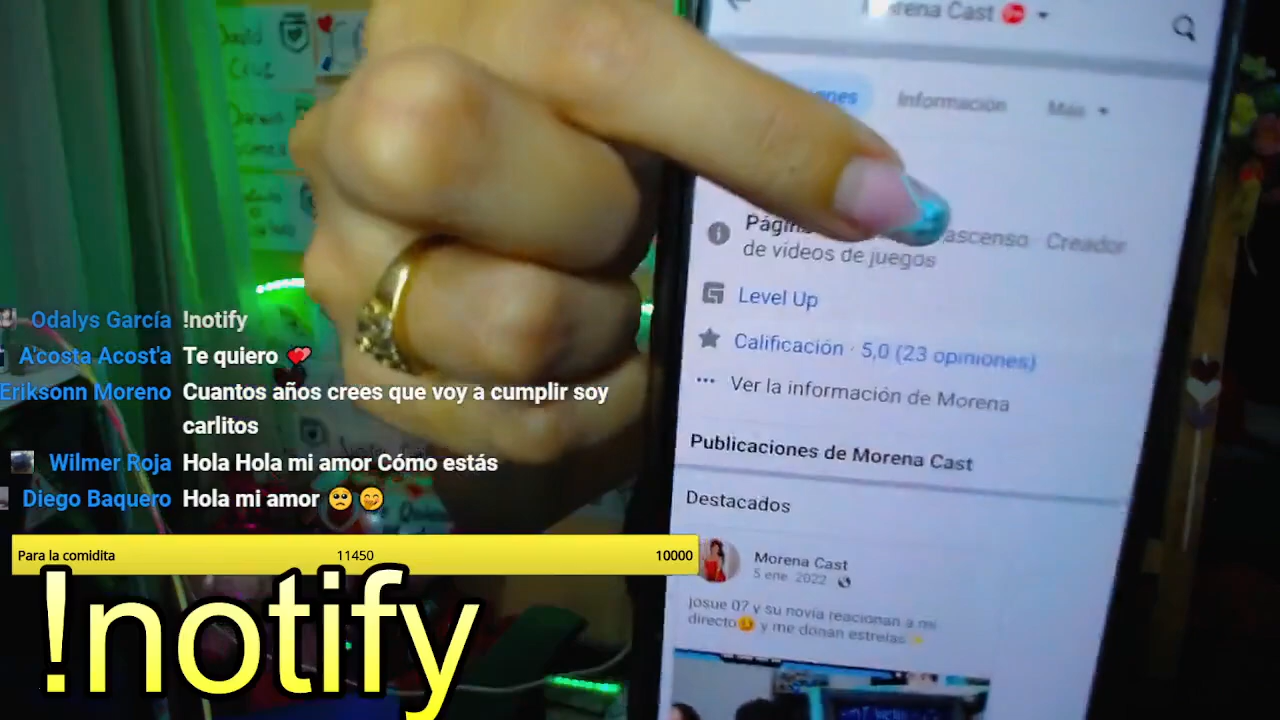 David
Cruz
Morena Cast
Información Más
ascenso Creador
de videos de juegos
Level Up
Calificación · 5,0 (23 opiniones)
Ver la información de Morena
Publicaciones de Morena Cast
Destacados
Morena Cast
5 ene. 2022
josue 07 y su novia reaccionan a mi
directo😉 y me donan estrellas⭐
Odalys García !notify
A'costa Acost'a Te quiero 💕
Eriksonn Moreno Cuantos años crees que voy a cumplir soy
carlitos
Wilmer Roja Hola Hola mi amor Cómo estás
Diego Baquero Hola mi amor 🥺🤭
Para la comidita 11450 10000
!notify